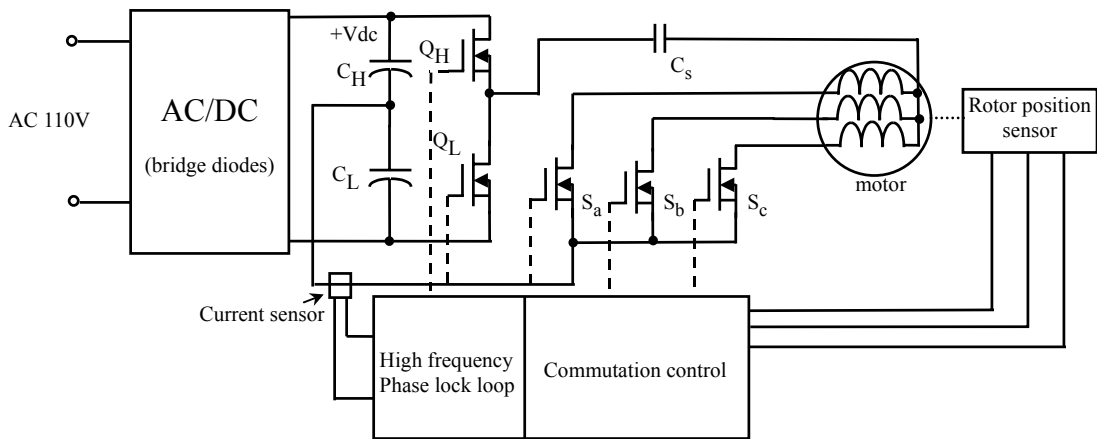 +Vdc
Q_H
C_H
C_s
AC 110V
AC/DC
(bridge diodes)
Rotor position
sensor
Q_L
C_L
motor
S_a
S_b
S_c
Current sensor
High frequency
Phase lock loop
Commutation control